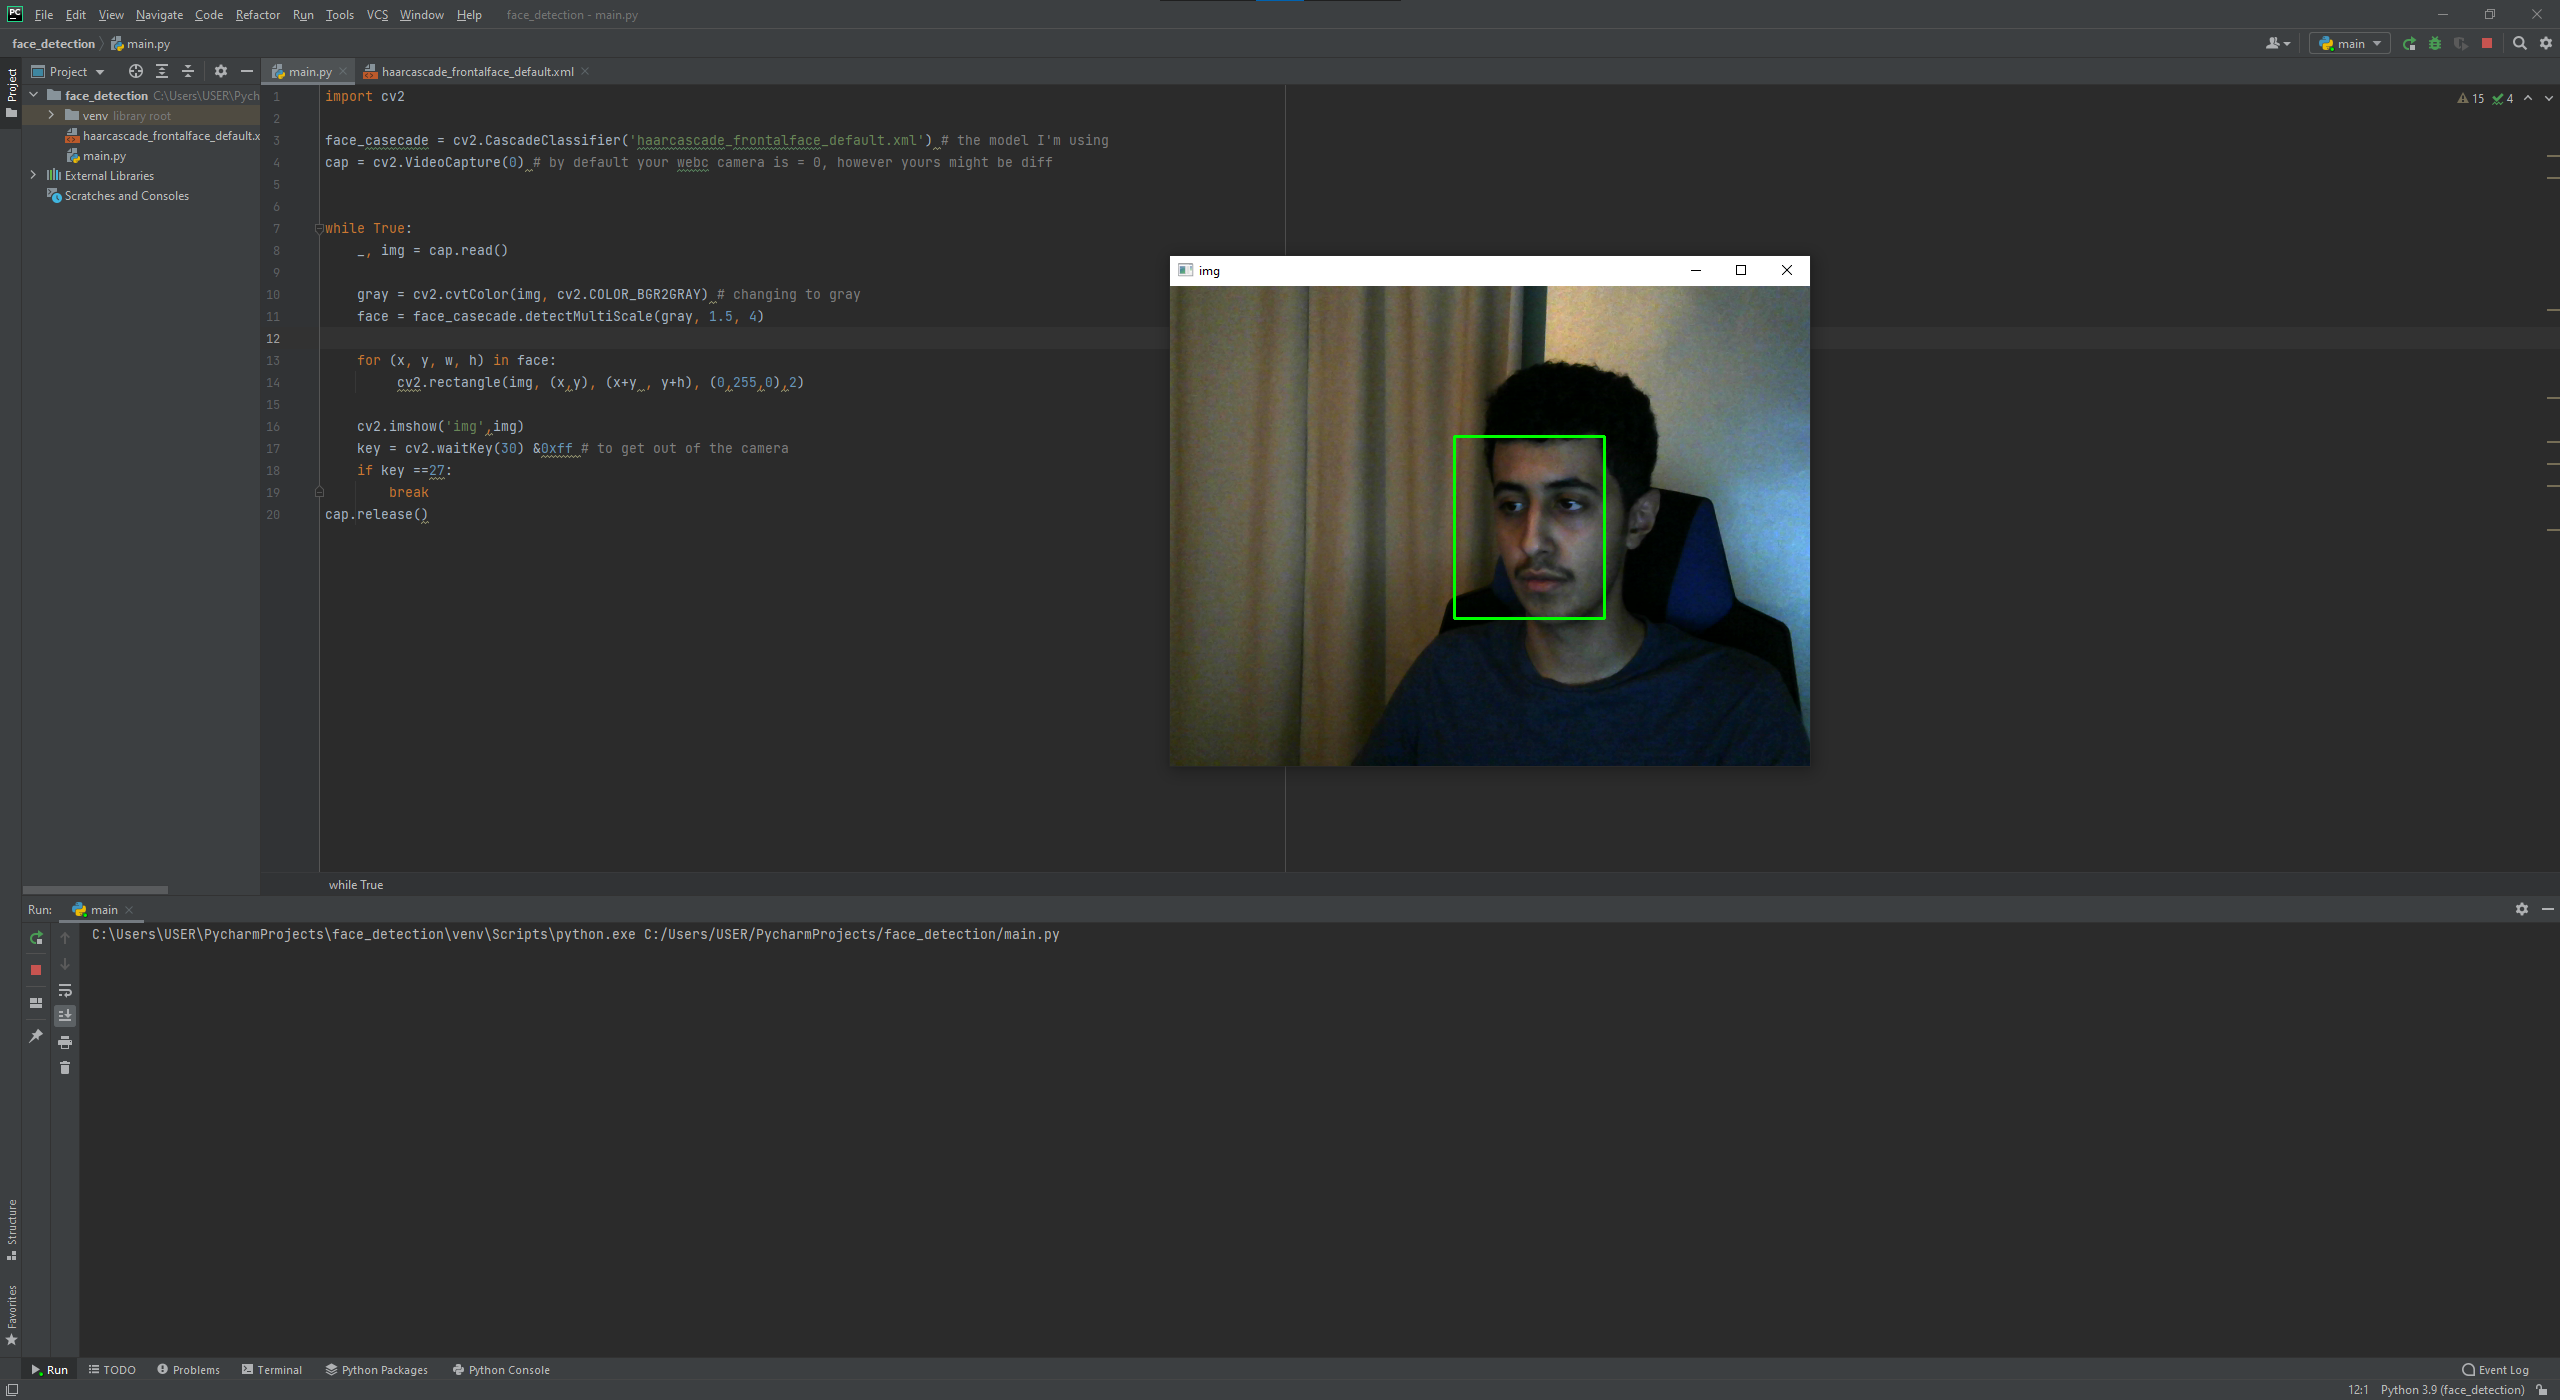 PC File Edit View Navigate Code Refactor Run Tools VCS Window Help face_detection - main.py
face_detection main.py main
Project Project main.py haarcascade_frontalface_default.xml
face_detection C:\Users\USER\Pych
venv library root
haarcascade_frontalface_default.x
main.py
External Libraries
Scratches and Consoles
15 4
1 import cv2
2
3 face_casecade = cv2.CascadeClassifier('haarcascade_frontalface_default.xml') # the model I'm using
4 cap = cv2.VideoCapture(0) # by default your webc camera is = 0, however yours might be diff
5
6
7 while True:
8 _, img = cap.read()
9
10 gray = cv2.cvtColor(img, cv2.COLOR_BGR2GRAY) # changing to gray
11 face = face_casecade.detectMultiScale(gray, 1.5, 4)
12
13 for (x, y, w, h) in face:
14 cv2.rectangle(img, (x,y), (x+y , y+h), (0,255,0),2)
15
16 cv2.imshow('img',img)
17 key = cv2.waitKey(30) &0xff # to get out of the camera
18 if key ==27:
19 break
20 cap.release()
img
while True
Run: main
C:\Users\USER\PycharmProjects\face_detection\venv\Scripts\python.exe C:/Users/USER/PycharmProjects/face_detection/main.py
Structure
Favorites
Run TODO Problems Terminal Python Packages Python Console Event Log
12:1 Python 3.9 (face_detection)